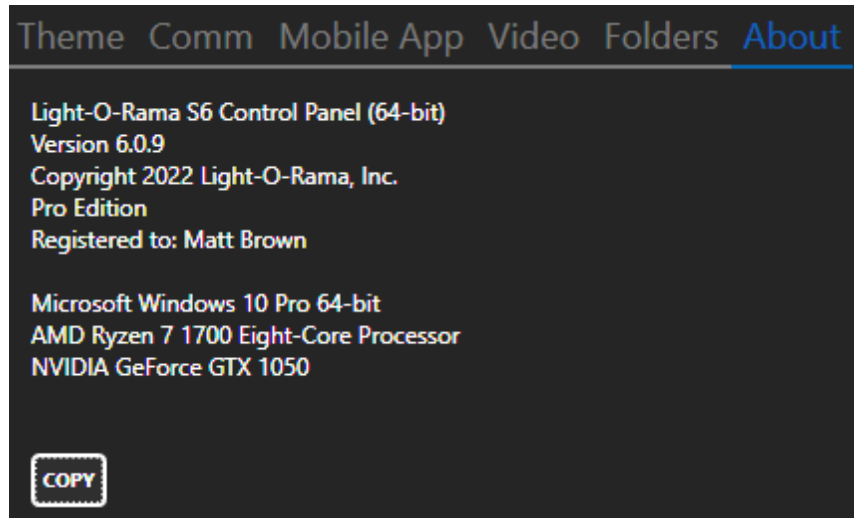 Theme Comm Mobile App Video Folders About
Light-O-Rama S6 Control Panel (64-bit)
Version 6.0.9
Copyright 2022 Light-O-Rama, Inc.
Pro Edition
Registered to: Matt Brown
Microsoft Windows 10 Pro 64-bit
AMD Ryzen 7 1700 Eight-Core Processor
NVIDIA GeForce GTX 1050
COPY